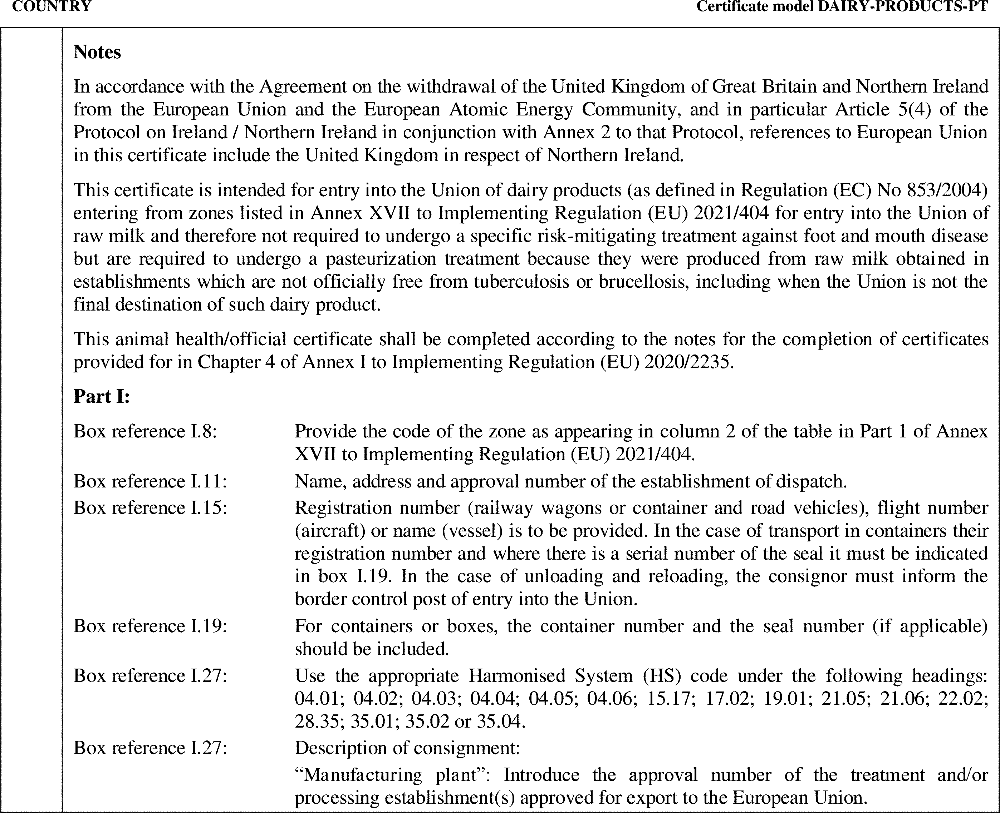 COUNTRY Certificate model DAIRY-PRODUCTS-PT
Notes
In accordance with the Agreement on the withdrawal of the United Kingdom of Great Britain and Northern Ireland
from the European Union and the European Atomic Energy Community, and in particular Article 5(4) of the
Protocol on Ireland / Northern Ireland in conjunction with Annex 2 to that Protocol, references to European Union
in this certificate include the United Kingdom in respect of Northern Ireland.
This certificate is intended for entry into the Union of dairy products (as defined in Regulation (EC) No 853/2004)
entering from zones listed in Annex XVII to Implementing Regulation (EU) 2021/404 for entry into the Union of
raw milk and therefore not required to undergo a specific risk-mitigating treatment against foot and mouth disease
but are required to undergo a pasteurization treatment because they were produced from raw milk obtained in
establishments which are not officially free from tuberculosis or brucellosis, including when the Union is not the
final destination of such dairy product.
This animal health/official certificate shall be completed according to the notes for the completion of certificates
provided for in Chapter 4 of Annex I to Implementing Regulation (EU) 2020/2235.
Part I:
Box reference I.8: Provide the code of the zone as appearing in column 2 of the table in Part 1 of Annex
XVII to Implementing Regulation (EU) 2021/404.
Box reference I.11: Name, address and approval number of the establishment of dispatch.
Box reference I.15: Registration number (railway wagons or container and road vehicles), flight number
(aircraft) or name (vessel) is to be provided. In the case of transport in containers their
registration number and where there is a serial number of the seal it must be indicated
in box I.19. In the case of unloading and reloading, the consignor must inform the
border control post of entry into the Union.
Box reference I.19: For containers or boxes, the container number and the seal number (if applicable)
should be included.
Box reference I.27: Use the appropriate Harmonised System (HS) code under the following headings:
04.01; 04.02; 04.03; 04.04; 04.05; 04.06; 15.17; 17.02; 19.01; 21.05; 21.06; 22.02;
28.35; 35.01; 35.02 or 35.04.
Box reference I.27: Description of consignment:
“Manufacturing plant”: Introduce the approval number of the treatment and/or
processing establishment(s) approved for export to the European Union.